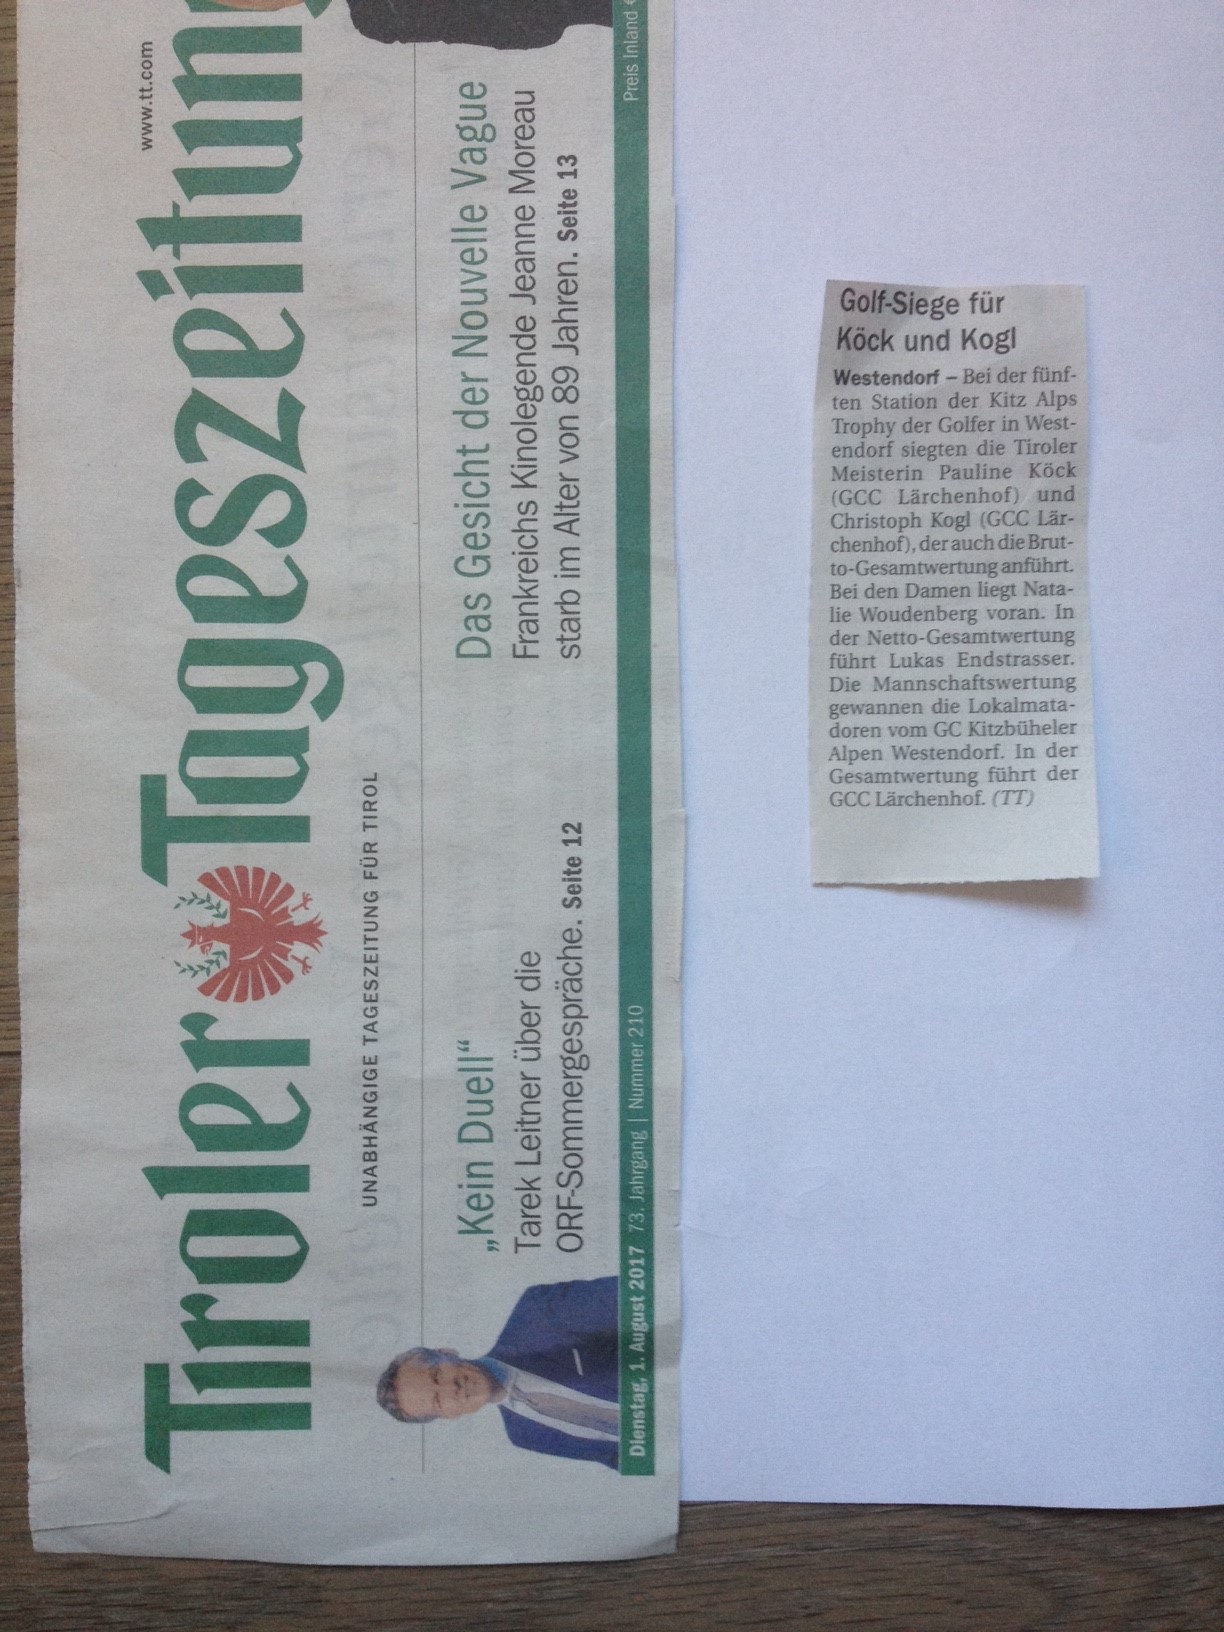 www.tt.com
Tiroler Tageszeitung
UNABHÄNGIGE TAGESZEITUNG FÜR TIROL
„Kein Duell“
Tarek Leitner über die
ORF-Sommergespräche. Seite 12
Das Gesicht der Nouvelle Vague
Frankreichs Kinolegende Jeanne Moreau
starb im Alter von 89 Jahren. Seite 13
Dienstag, 1. August 2017 73. Jahrgang | Nummer 210
Preis Inland €
Golf-Siege für
Köck und Kogl
Westendorf – Bei der fünf-
ten Station der Kitz Alps
Trophy der Golfer in West-
endorf siegten die Tiroler
Meisterin Pauline Köck
(GCC Lärchenhof) und
Christoph Kogl (GCC Lär-
chenhof), der auch die Brut-
to-Gesamtwertung anführt.
Bei den Damen liegt Nata-
lie Woudenberg voran. In
der Netto-Gesamtwertung
führt Lukas Endstrasser.
Die Mannschaftswertung
gewannen die Lokalmata-
doren vom GC Kitzbüheler
Alpen Westendorf. In der
Gesamtwertung führt der
GCC Lärchenhof. (TT)